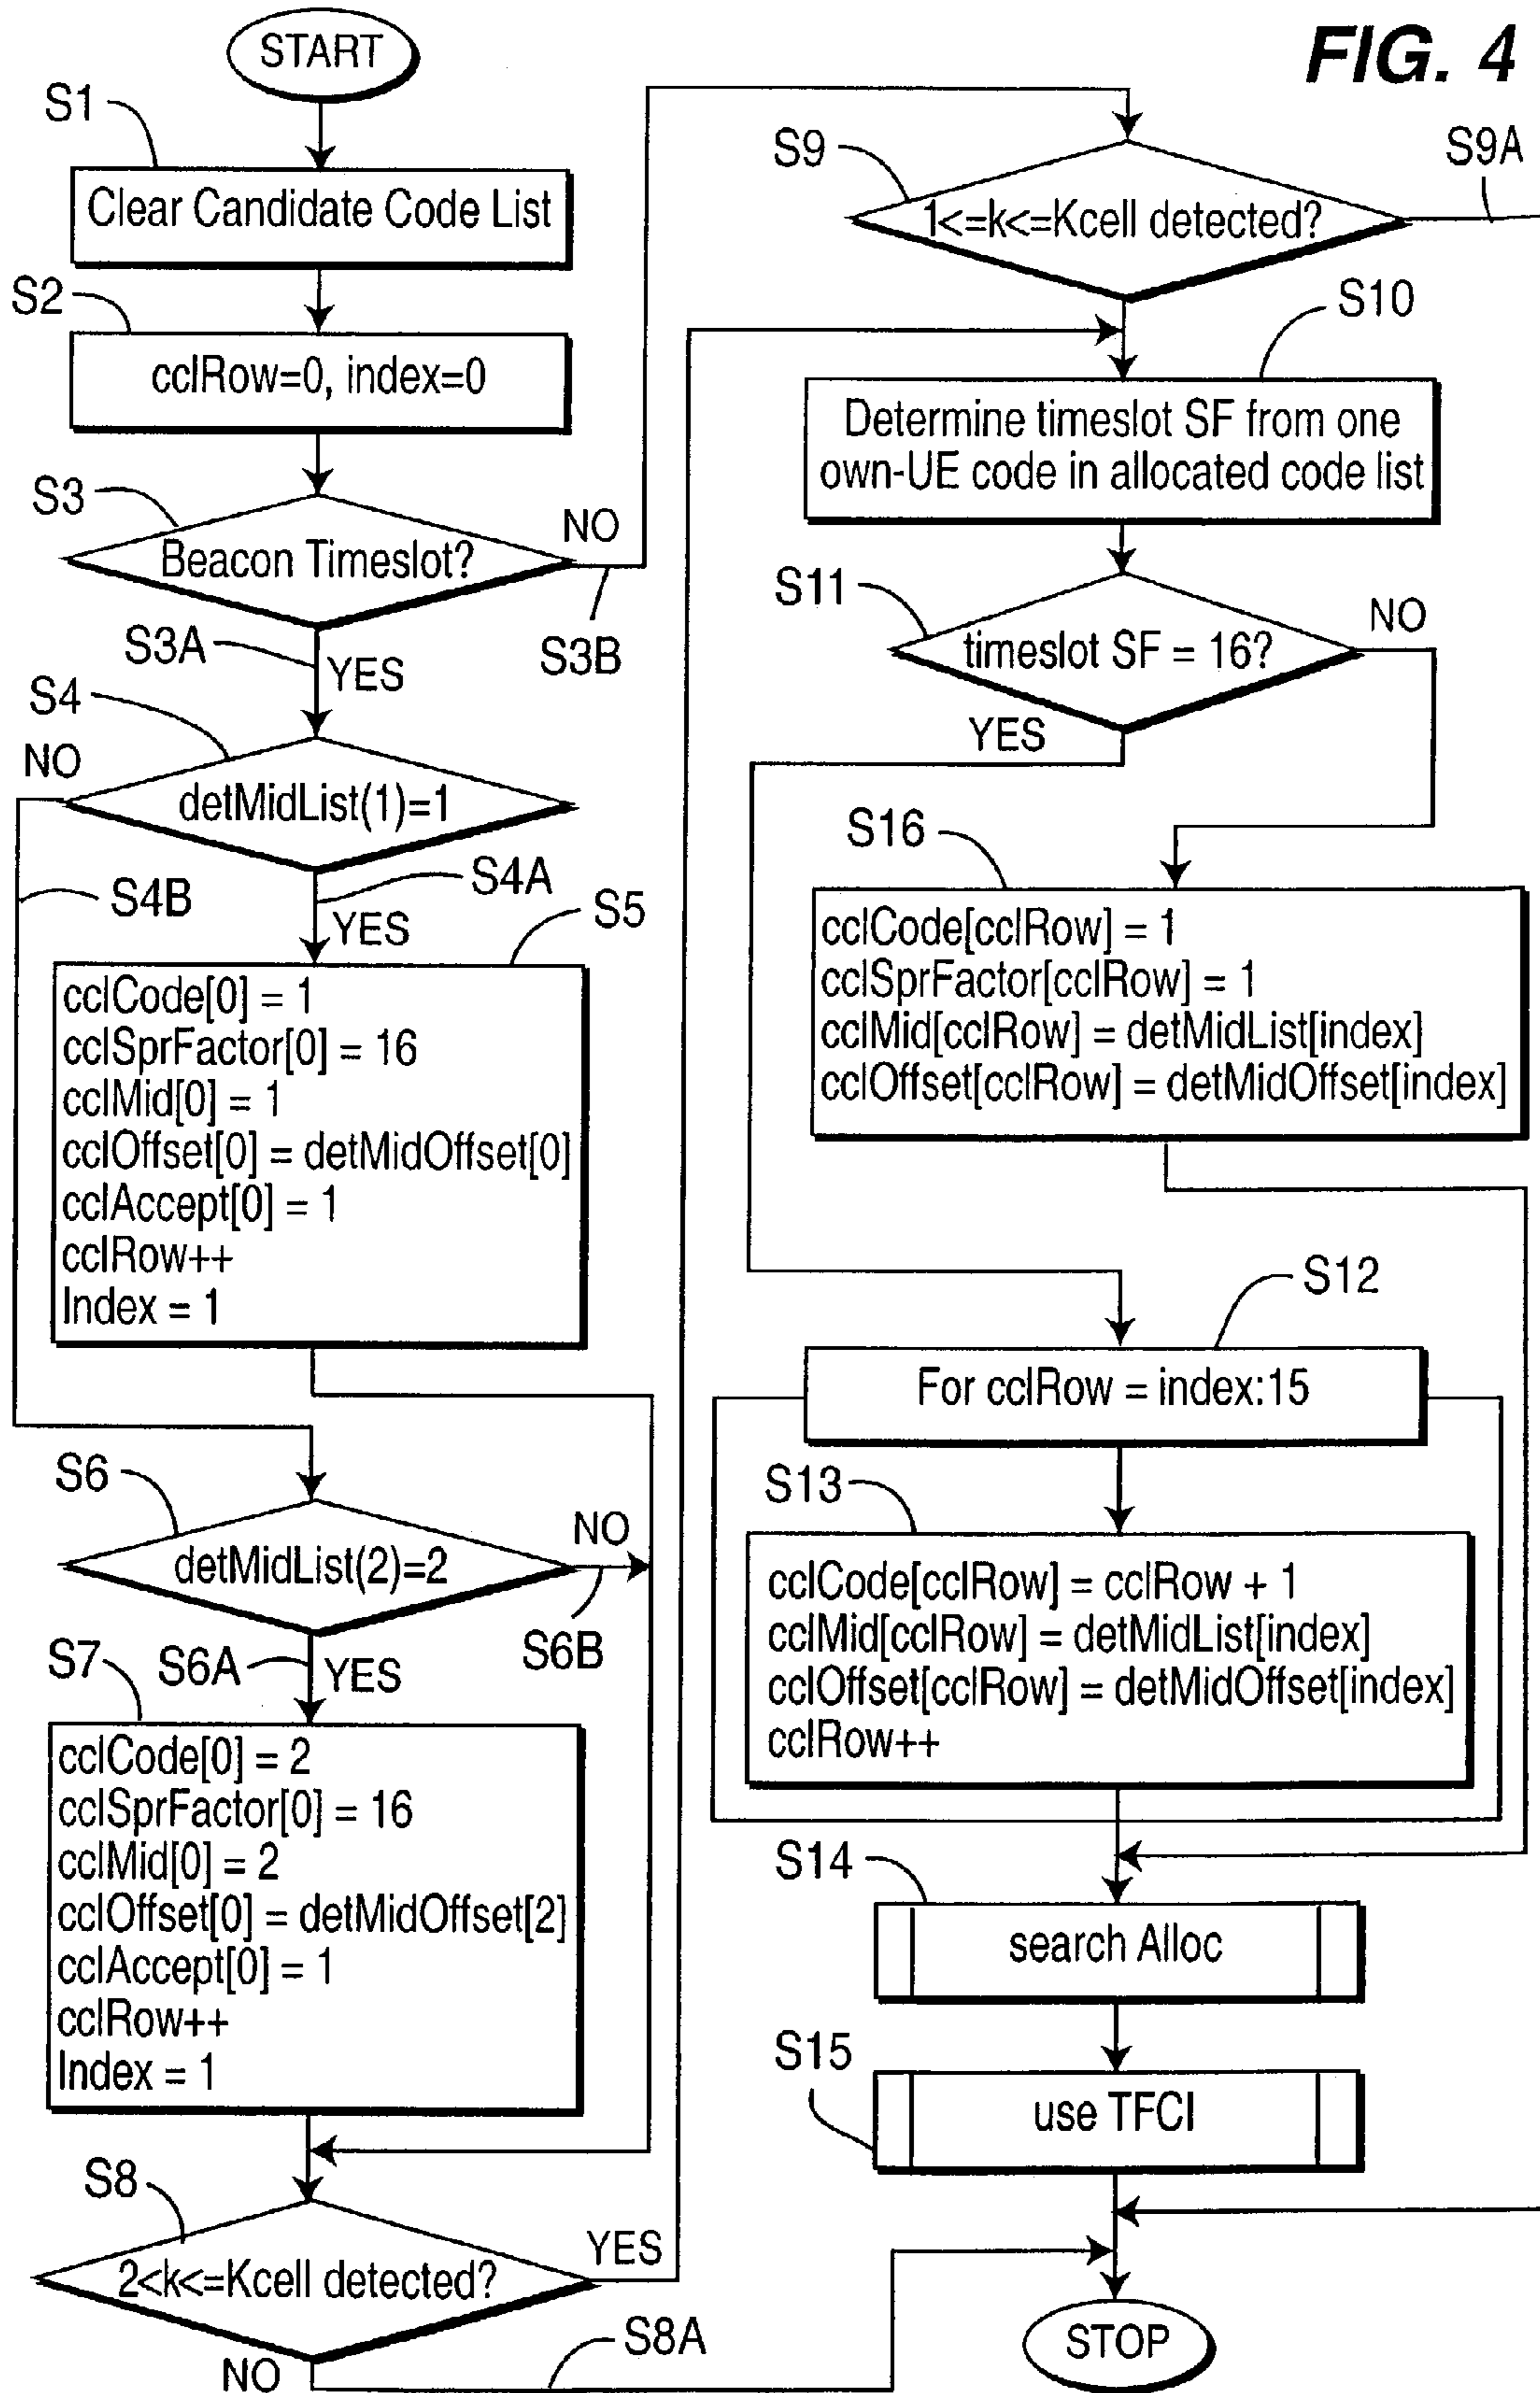 FIG. 4
START
S1
Clear Candidate Code List
S2
cclRow=0, index=0
S3
Beacon Timeslot?
NO
S3B
S3A
YES
S4
NO
detMidList(1)=1
S4B
S4A
YES
S5
cclCode[0] = 1
cclSprFactor[0] = 16
cclMid[0] = 1
cclOffset[0] = detMidOffset[0]
cclAccept[0] = 1
cclRow++
Index = 1
S6
detMidList(2)=2
NO
S6B
S6A
YES
S7
cclCode[0] = 2
cclSprFactor[0] = 16
cclMid[0] = 2
cclOffset[0] = detMidOffset[2]
cclAccept[0] = 1
cclRow++
Index = 1
S8
2<k<=Kcell detected?
YES
NO
S8A
S9
1<=k<=Kcell detected?
S9A
S10
Determine timeslot SF from one
own-UE code in allocated code list
S11
timeslot SF = 16?
NO
YES
S16
cclCode[cclRow] = 1
cclSprFactor[cclRow] = 1
cclMid[cclRow] = detMidList[index]
cclOffset[cclRow] = detMidOffset[index]
S12
For cclRow = index:15
S13
cclCode[cclRow] = cclRow + 1
cclMid[cclRow] = detMidList[index]
cclOffset[cclRow] = detMidOffset[index]
cclRow++
S14
search Alloc
S15
use TFCI
STOP